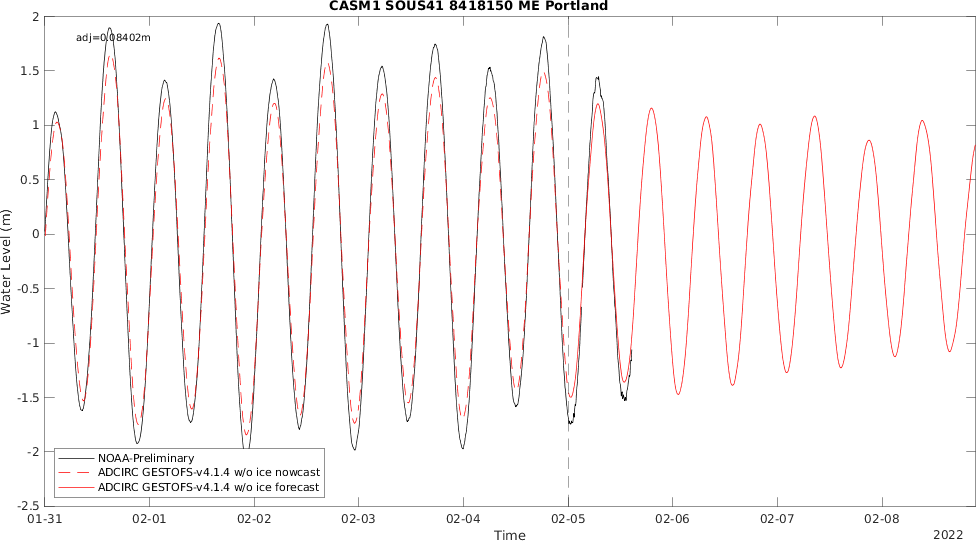 CASM1 SOUS41 8418150 ME Portland
adj=0.08402m
2
1.5
1
0.5
0
-0.5
-1
-1.5
-2
-2.5
Water Level (m)
NOAA-Preliminary
ADCIRC GESTOFS-v4.1.4 w/o ice nowcast
ADCIRC GESTOFS-v4.1.4 w/o ice forecast
01-31 02-01 02-02 02-03 02-04 02-05 02-06 02-07 02-08
Time
2022